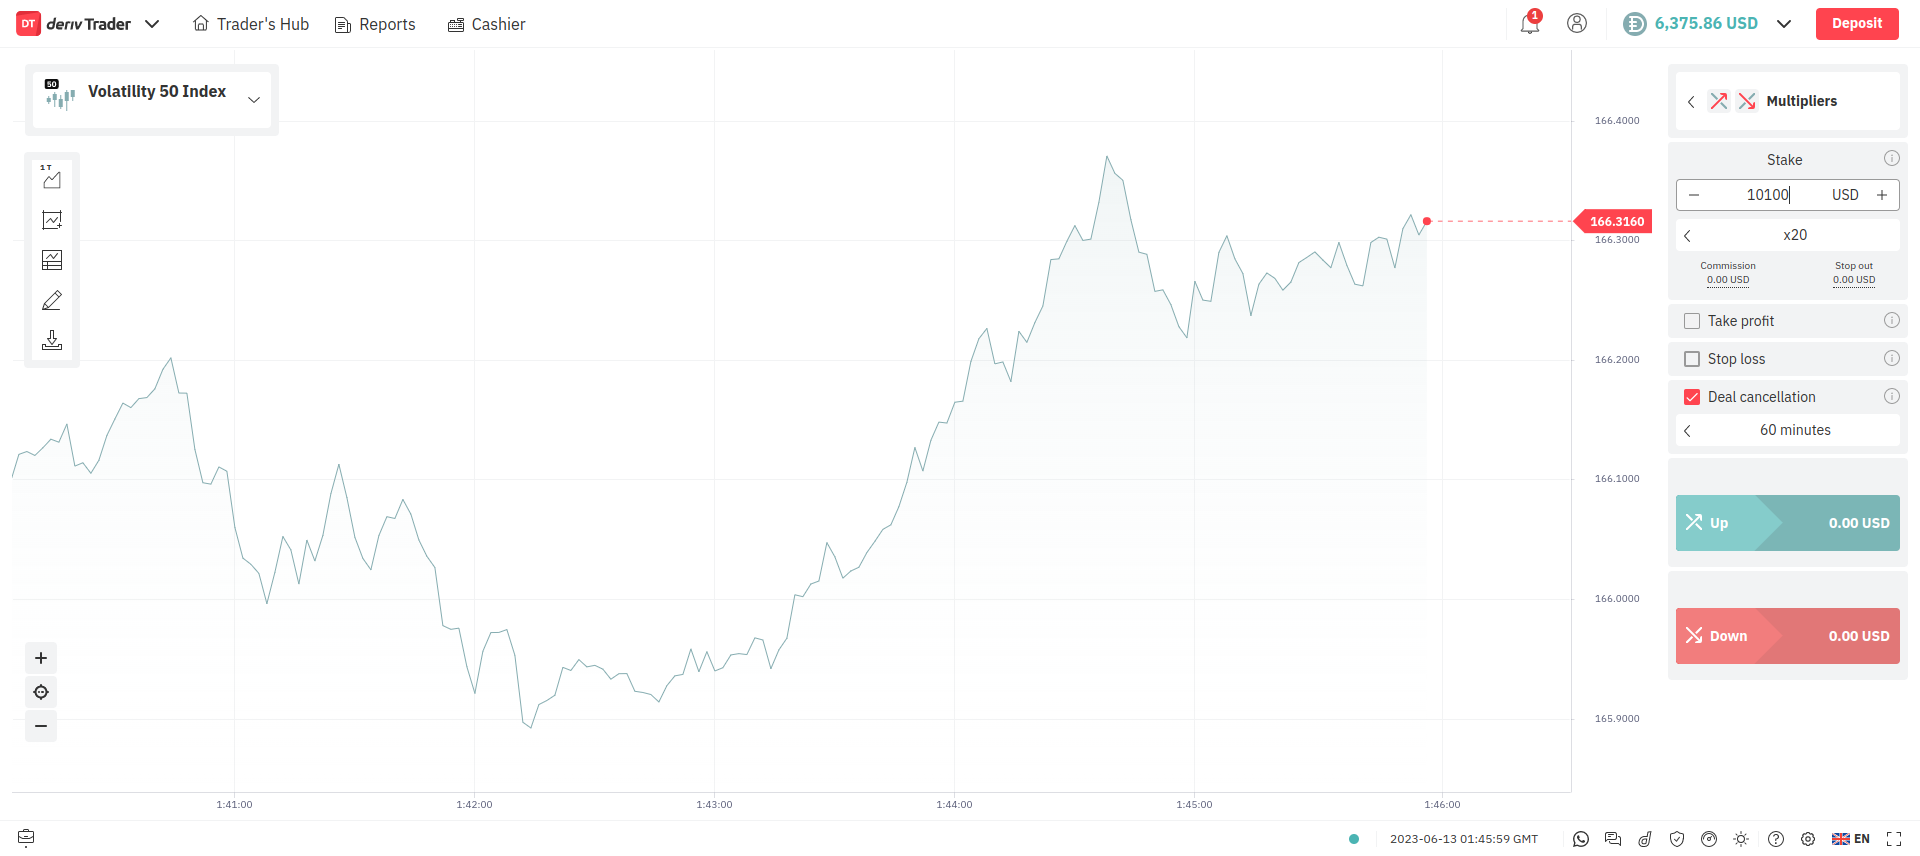 DT deriv Trader
Trader's Hub
Reports
Cashier
1
6,375.86 USD
Deposit
50
Volatility 50 Index
1 T
166.4000
166.3160
166.3000
166.2000
166.1000
166.0000
165.9000
1:41:00
1:42:00
1:43:00
1:44:00
1:45:00
1:46:00
Multipliers
Stake
10100 USD
x20
Commission
0.00 USD
Stop out
0.00 USD
Take profit
Stop loss
Deal cancellation
60 minutes
Up 0.00 USD
Down 0.00 USD
2023-06-13 01:45:59 GMT
EN